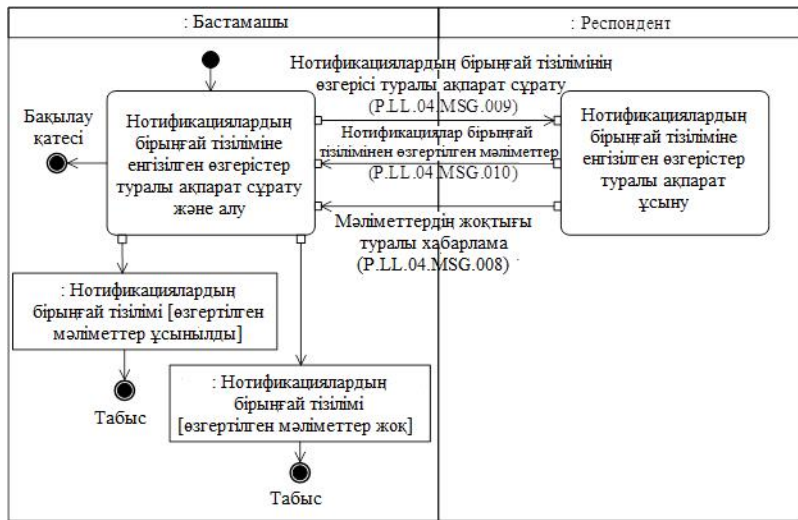 : Бастамашы
: Респондент
Нотификациялардың бірыңғай тізілімінің
өзгерісі туралы ақпарат сұрату
(P.LL.04.MSG.009)
Бақылау
қатесі
Нотификациялардың
бірыңғай тізіліміне
енгізілген өзгерістер
туралы ақпарат сұрату
және алу
Нотификациялар бірыңғай
тізілімінен өзгертілген мәліметтер
(P.LL.04.MSG.010)
Нотификациялардың
бірыңғай тізіліміне
енгізілген өзгерістер
туралы ақпарат
ұсыну
Мәліметтердің жоқтығы
туралы хабарлама
(P.LL.04.MSG.008)
: Нотификациялардың
бірыңғай тізілімі [өзгертілген
мәліметтер ұсынылды]
Табыс
: Нотификациялардың
бірыңғай тізілімі
[өзгертілген мәліметтер жоқ]
Табыс